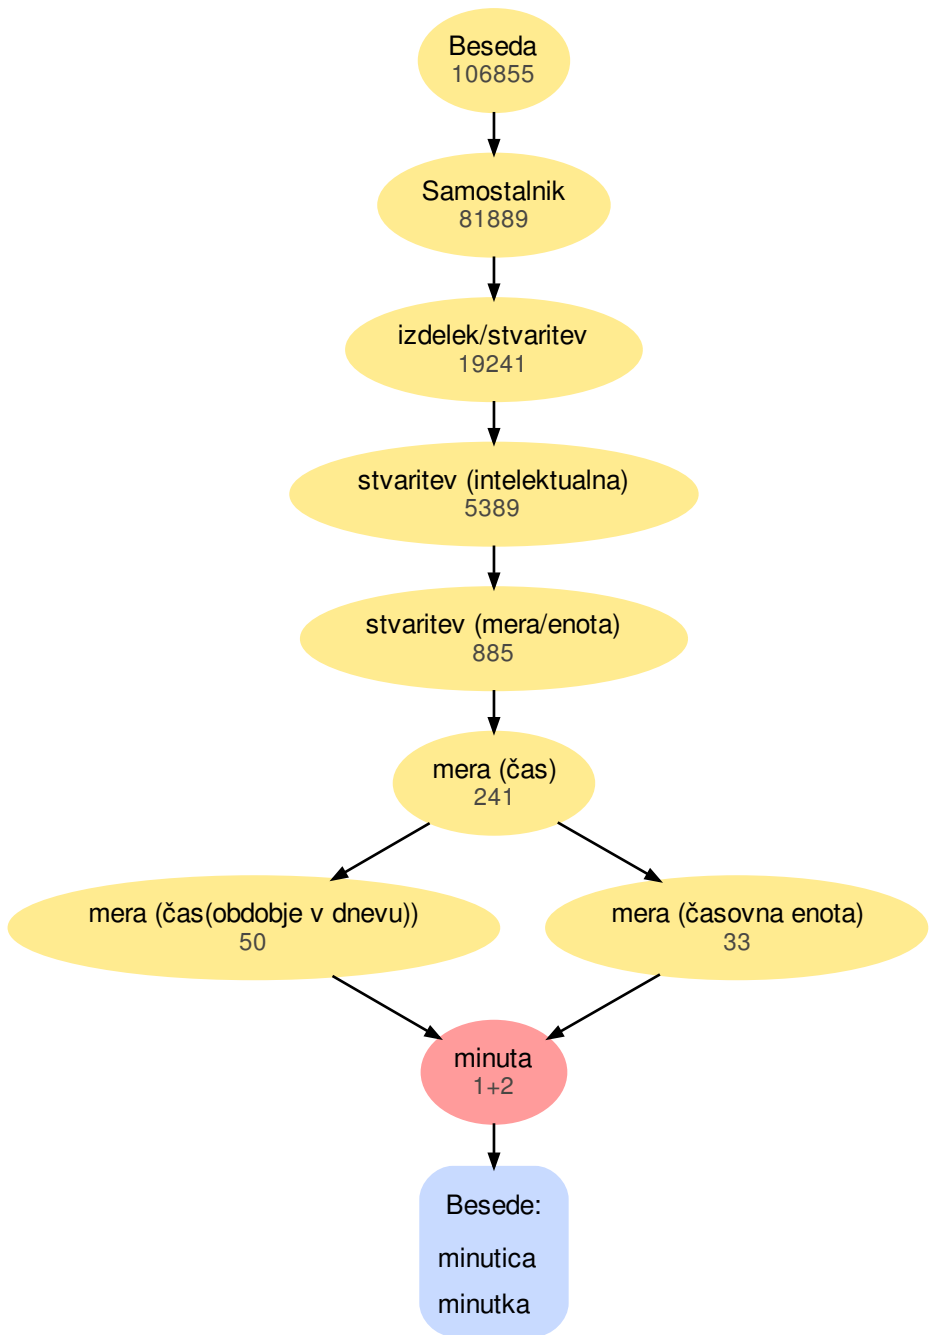 Beseda
106855
Samostalnik
81889
izdelek/stvaritev
19241
stvaritev (intelektualna)
5389
stvaritev (mera/enota)
885
mera (čas)
241
mera (čas(obdobje v dnevu))
50
mera (časovna enota)
33
minuta
1+2
Besede:
minutica
minutka